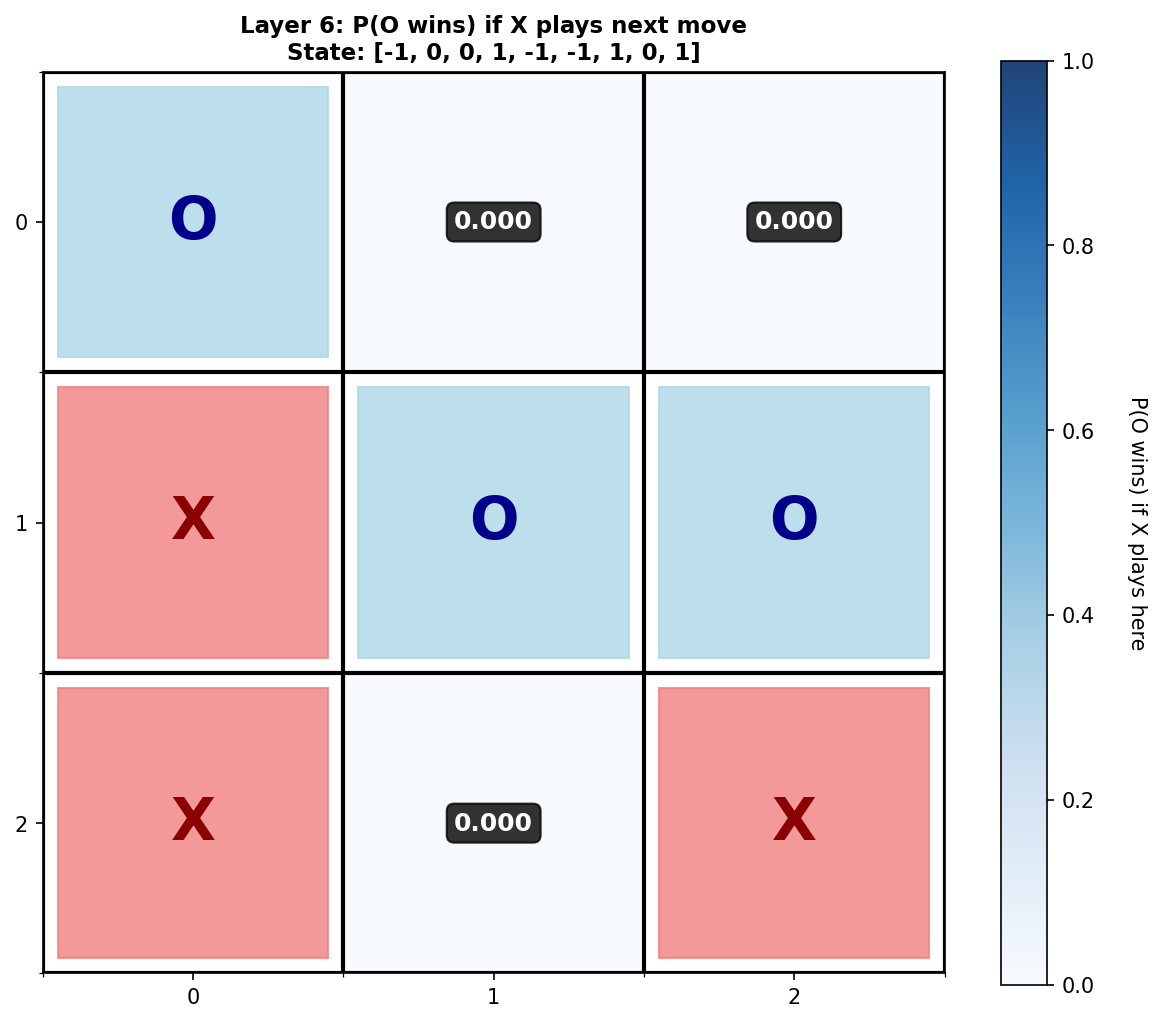 Layer 6: P(O wins) if X plays next move
State: [-1, 0, 0, 1, -1, -1, 1, 0, 1]
O
0.000
0.000
X
O
O
X
0.000
X
0
1
2
0
1
2
1.0
0.8
0.6
0.4
0.2
0.0
P(O wins) if X plays here